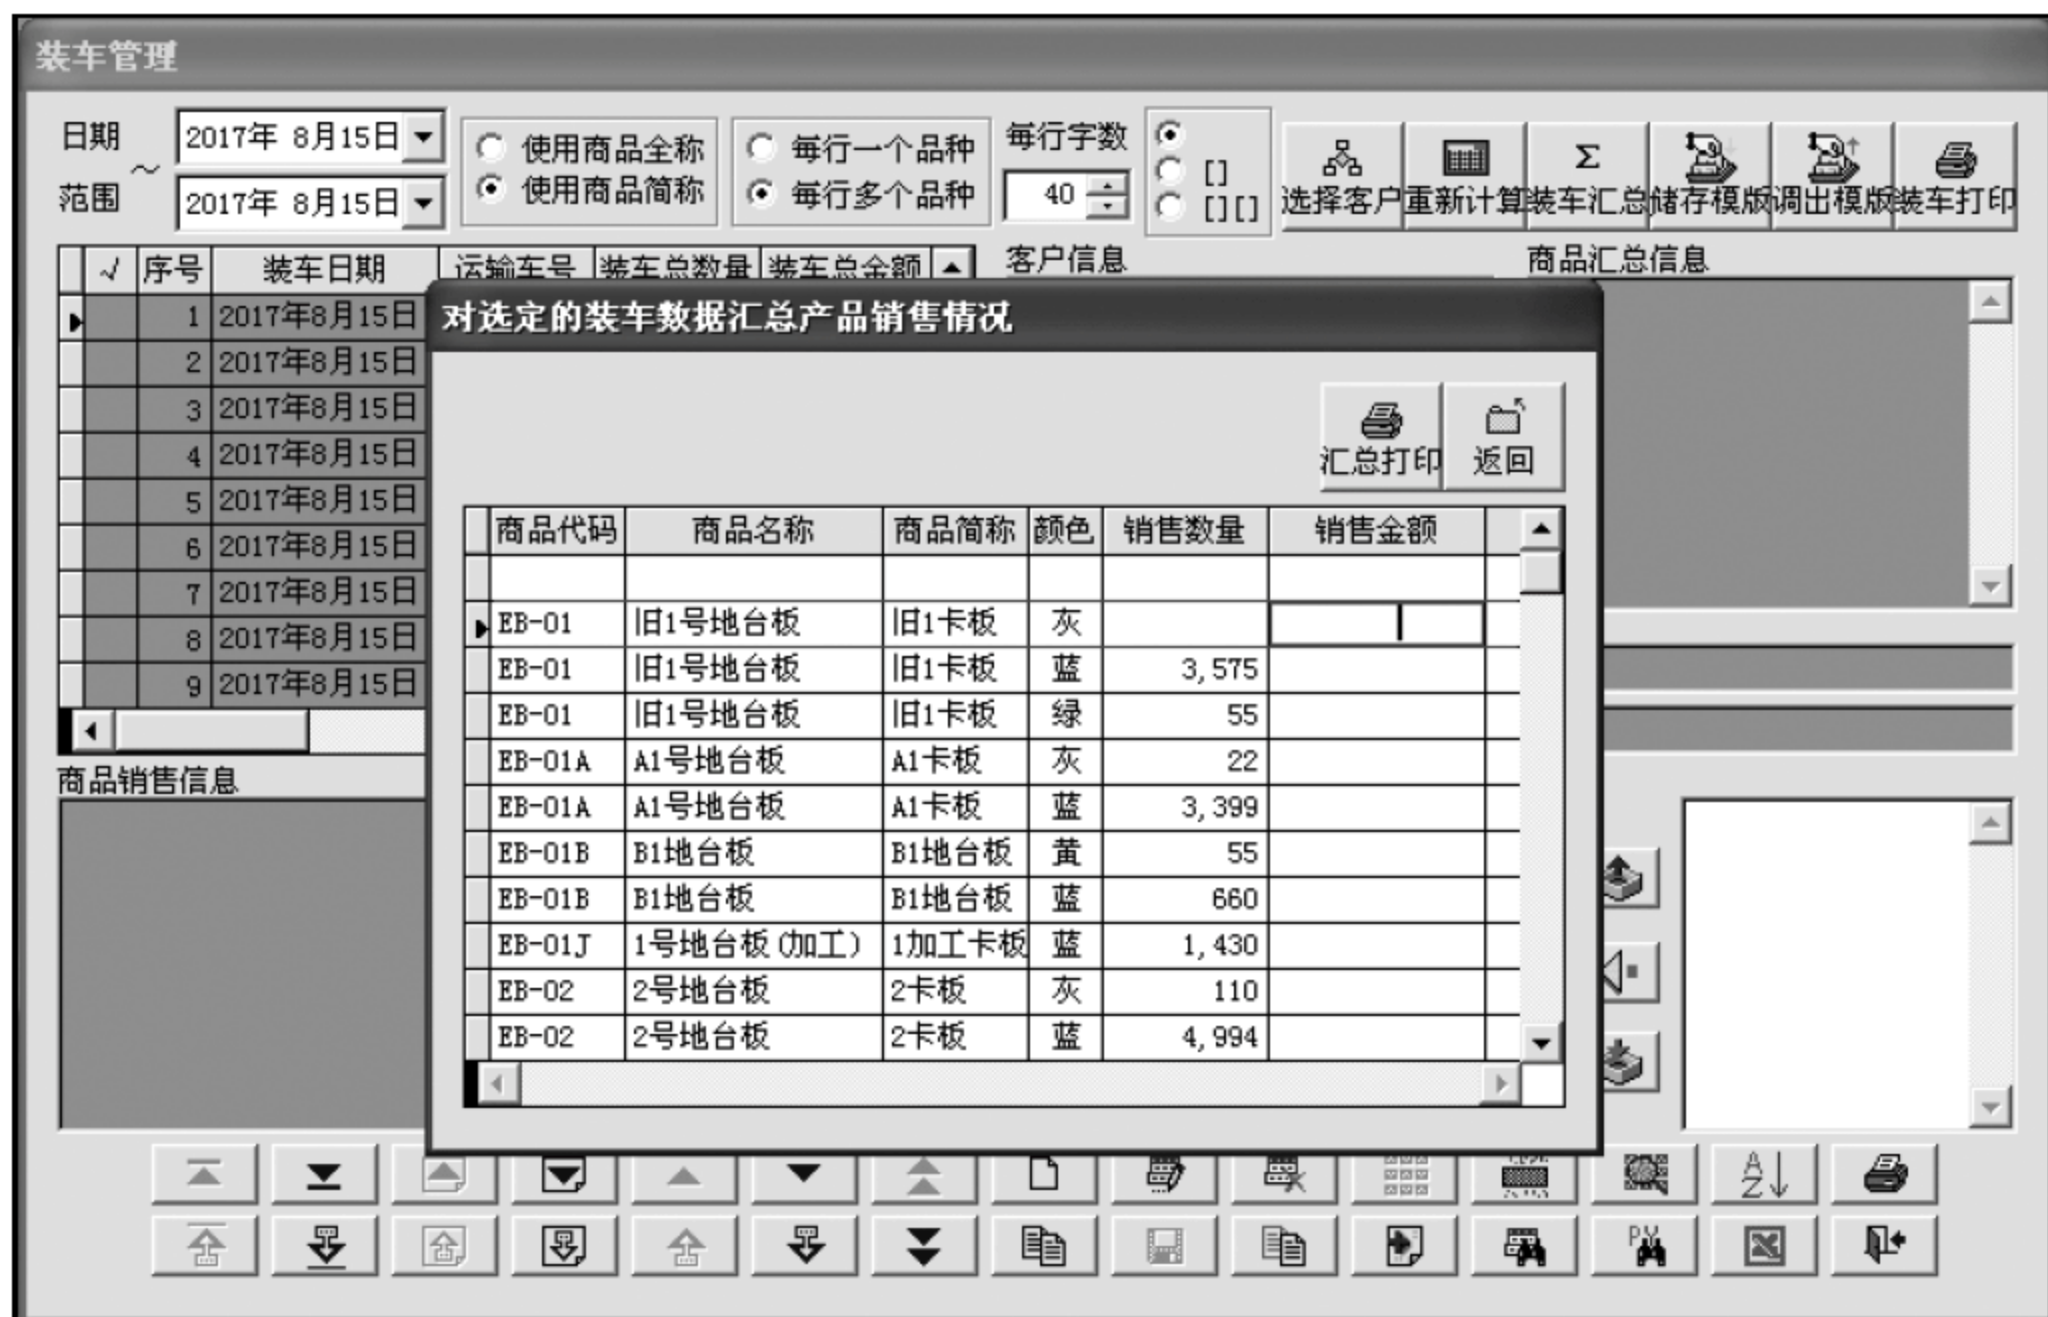 装车管理
日期 2017年 8月15日
~
范围 2017年 8月15日
使用商品全称
使用商品简称
每行一个品种
每行多个品种
每行字数
40
[]
[][]
选择客户 重新计算 装车汇总 储存模版 调出模版 装车打印
√ 序号 装车日期 运输车号 装车总数量 装车总金额
客户信息
商品汇总信息
1 2017年8月15日
2 2017年8月15日
3 2017年8月15日
4 2017年8月15日
5 2017年8月15日
6 2017年8月15日
7 2017年8月15日
8 2017年8月15日
9 2017年8月15日
商品销售信息
对选定的装车数据汇总产品销售情况
汇总打印 返回
商品代码 商品名称 商品简称 颜色 销售数量 销售金额
EB-01 旧1号地台板 旧1卡板 灰
EB-01 旧1号地台板 旧1卡板 蓝 3,575
EB-01 旧1号地台板 旧1卡板 绿 55
EB-01A A1号地台板 A1卡板 灰 22
EB-01A A1号地台板 A1卡板 蓝 3,399
EB-01B B1地台板 B1地台板 黄 55
EB-01B B1地台板 B1地台板 蓝 660
EB-01J 1号地台板(加工) 1加工卡板 蓝 1,430
EB-02 2号地台板 2卡板 灰 110
EB-02 2号地台板 2卡板 蓝 4,994